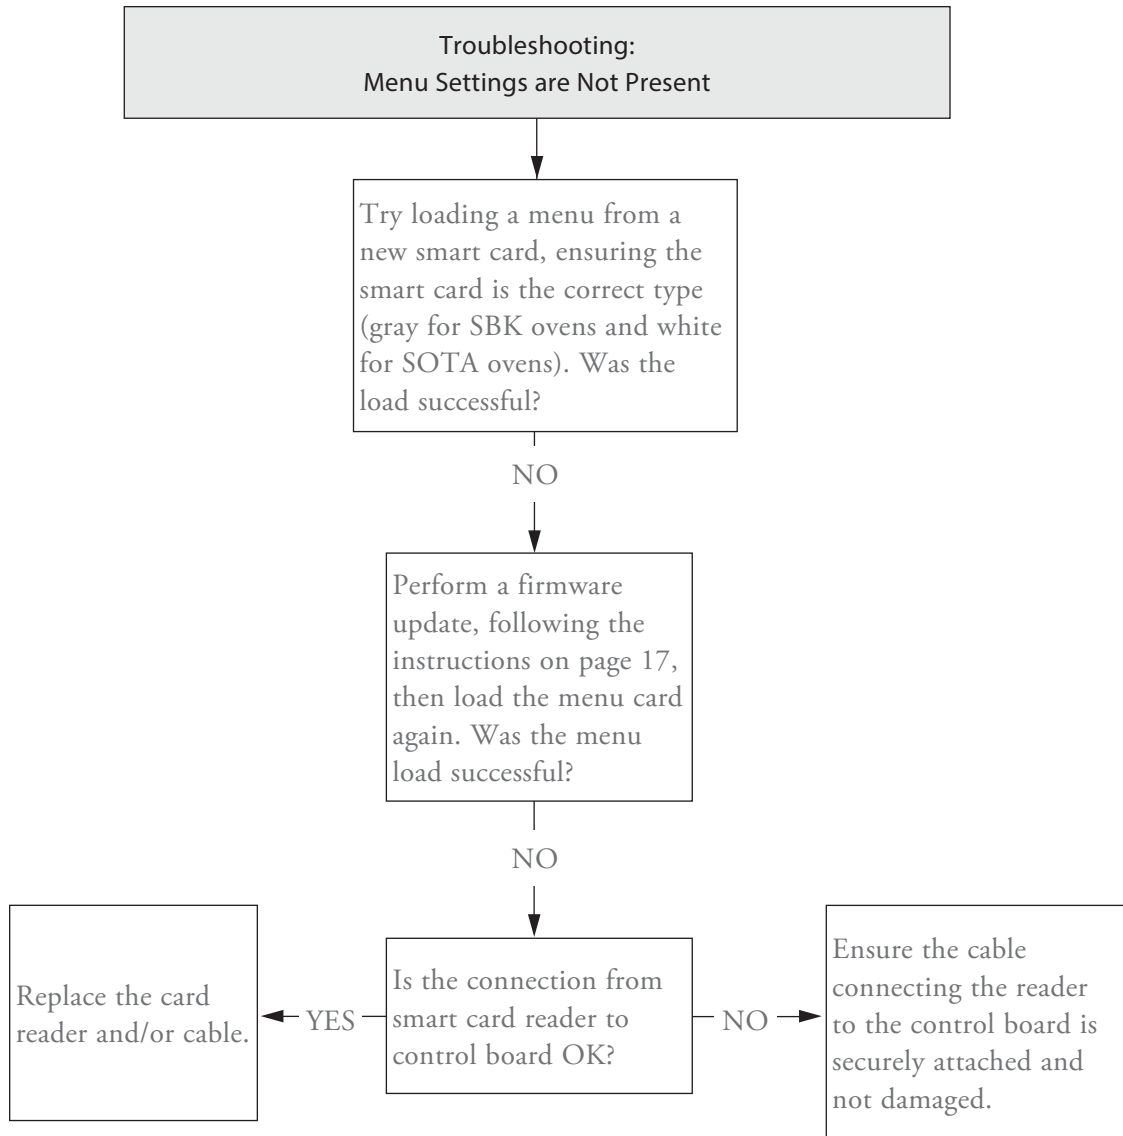 Troubleshooting:
Menu Settings are Not Present
Try loading a menu from a
new smart card, ensuring the
smart card is the correct type
(gray for SBK ovens and white
for SOTA ovens). Was the
load successful?
NO
Perform a firmware
update, following the
instructions on page 17,
then load the menu card
again. Was the menu
load successful?
NO
Replace the card
reader and/or cable.
YES
Is the connection from
smart card reader to
control board OK?
NO
Ensure the cable
connecting the reader
to the control board is
securely attached and
not damaged.